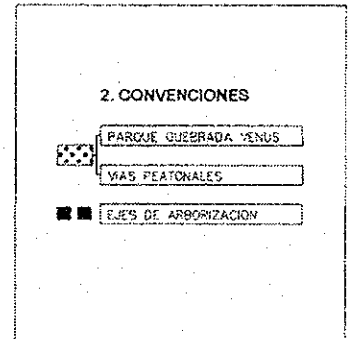 2. CONVENCIONES
PARQUE QUEBRADA VENUS
VIAS PEATONALES
EJES DE ARBORIZACION